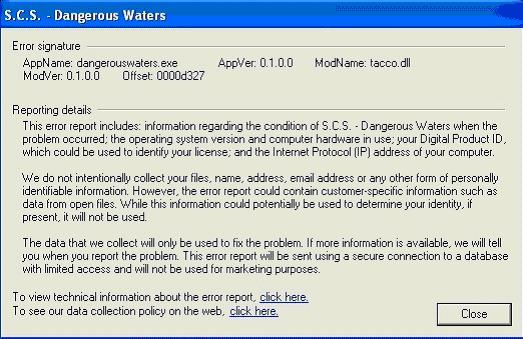 S.C.S. - Dangerous Waters
Error signature
AppName: dangerouswaters.exe AppVer: 0.1.0.0 ModName: tacco.dll
ModVer: 0.1.0.0 Offset: 0000d327
Reporting details
This error report includes: information regarding the condition of S.C.S. - Dangerous Waters when the
problem occurred; the operating system version and computer hardware in use; your Digital Product ID,
which could be used to identify your license; and the Internet Protocol (IP) address of your computer.
We do not intentionally collect your files, name, address, email address or any other form of personally
identifiable information. However, the error report could contain customer-specific information such as
data from open files. While this information could potentially be used to determine your identity, if
present, it will not be used.
The data that we collect will only be used to fix the problem. If more information is available, we will tell
you when you report the problem. This error report will be sent using a secure connection to a database
with limited access and will not be used for marketing purposes.
To view technical information about the error report, click here.
To see our data collection policy on the web, click here.
Close